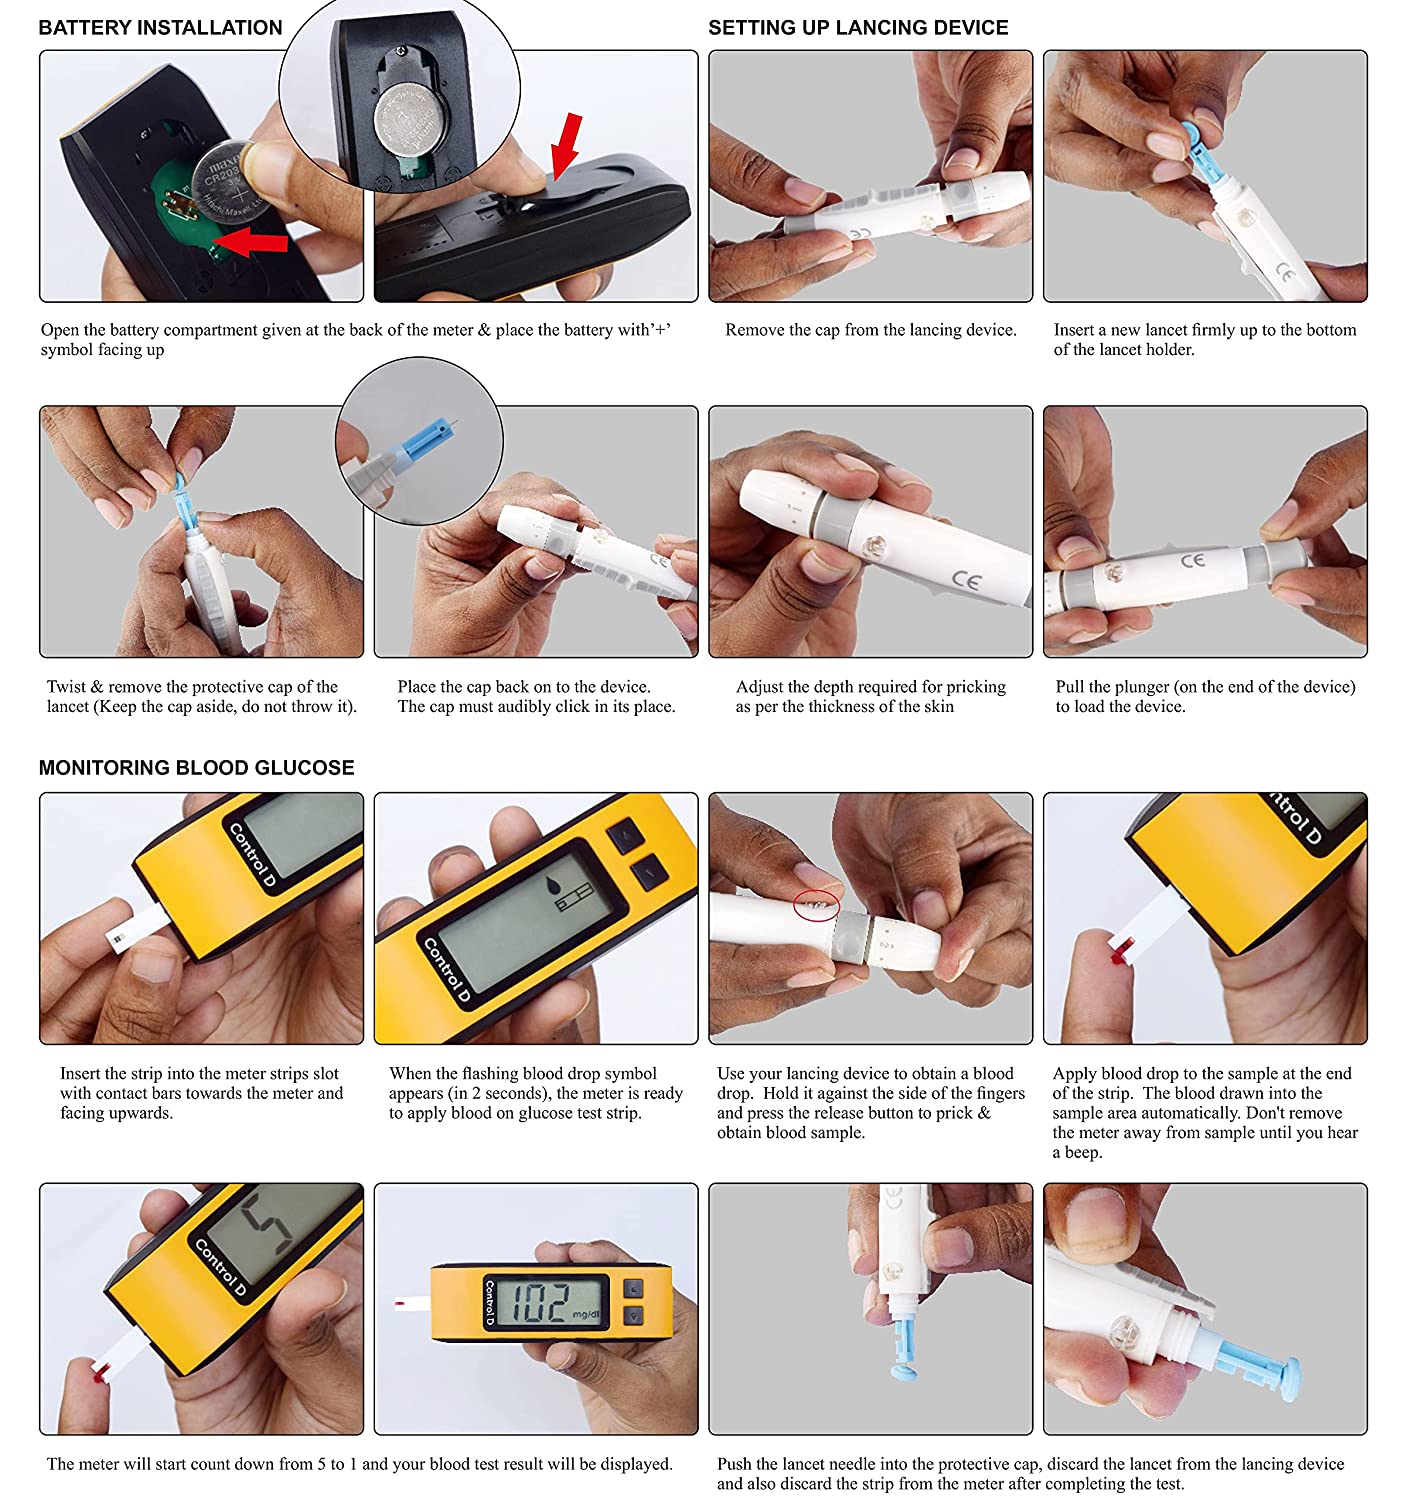 BATTERY INSTALLATION
SETTING UP LANCING DEVICE
maxell
Hitachi Maxell, Ltd.
CE
CE
Open the battery compartment given at the back of the meter & place the battery with’+’
symbol facing up
Remove the cap from the lancing device.
Insert a new lancet firmly up to the bottom
of the lancet holder.
CE
CE
CE
Twist & remove the protective cap of the
lancet (Keep the cap aside, do not throw it).
Place the cap back on to the device.
The cap must audibly click in its place.
Adjust the depth required for pricking
as per the thickness of the skin
Pull the plunger (on the end of the device)
to load the device.
MONITORING BLOOD GLUCOSE
Control D
Control D
2
ntrol D
Insert the strip into the meter strips slot
with contact bars towards the meter and
facing upwards.
When the flashing blood drop symbol
appears (in 2 seconds), the meter is ready
to apply blood on glucose test strip.
Use your lancing device to obtain a blood
drop.  Hold it against the side of the fingers
and press the release button to prick &
obtain blood sample.
Apply blood drop to the sample at the end
of the strip.  The blood drawn into the
sample area automatically. Don't remove
the meter away from sample until you hear
a beep.
5
Control D
Control D
102
mg/dl
CE
The meter will start count down from 5 to 1 and your blood test result will be displayed.
Push the lancet needle into the protective cap, discard the lancet from the lancing device
and also discard the strip from the meter after completing the test.